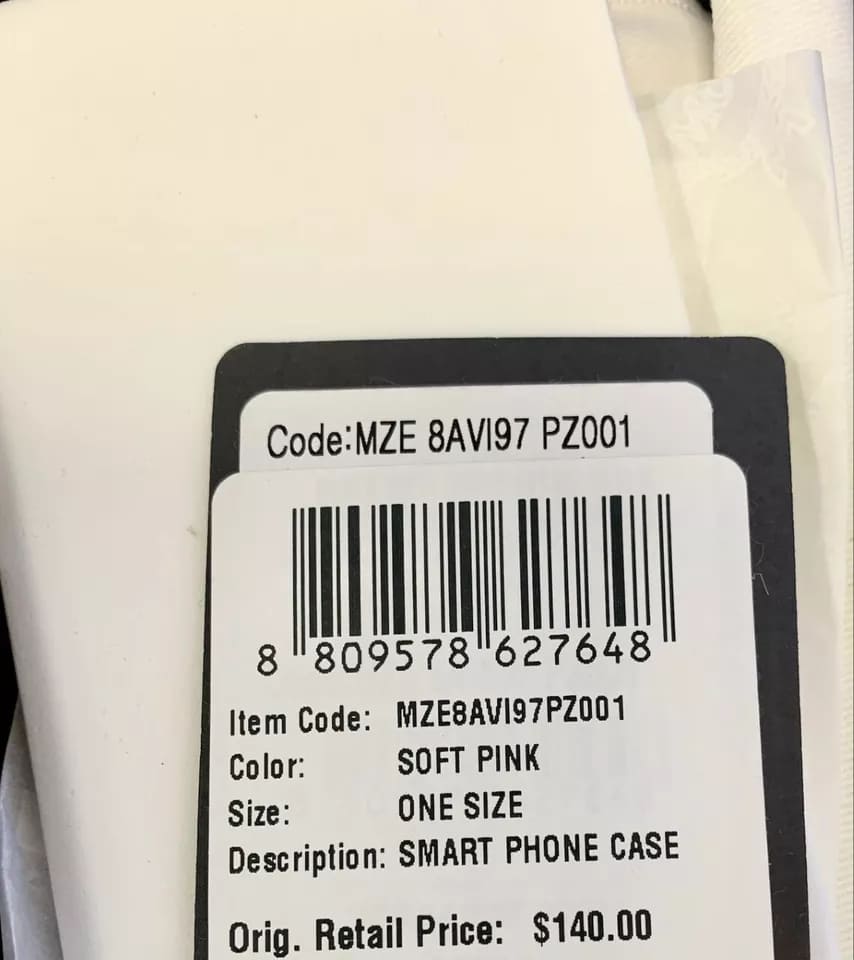 Code:MZE 8AVI97 PZ001
8 809578 627648
Item Code: MZE8AVI97PZ001
Color: SOFT PINK
Size: ONE SIZE
Description: SMART PHONE CASE
Orig. Retail Price: $140.00